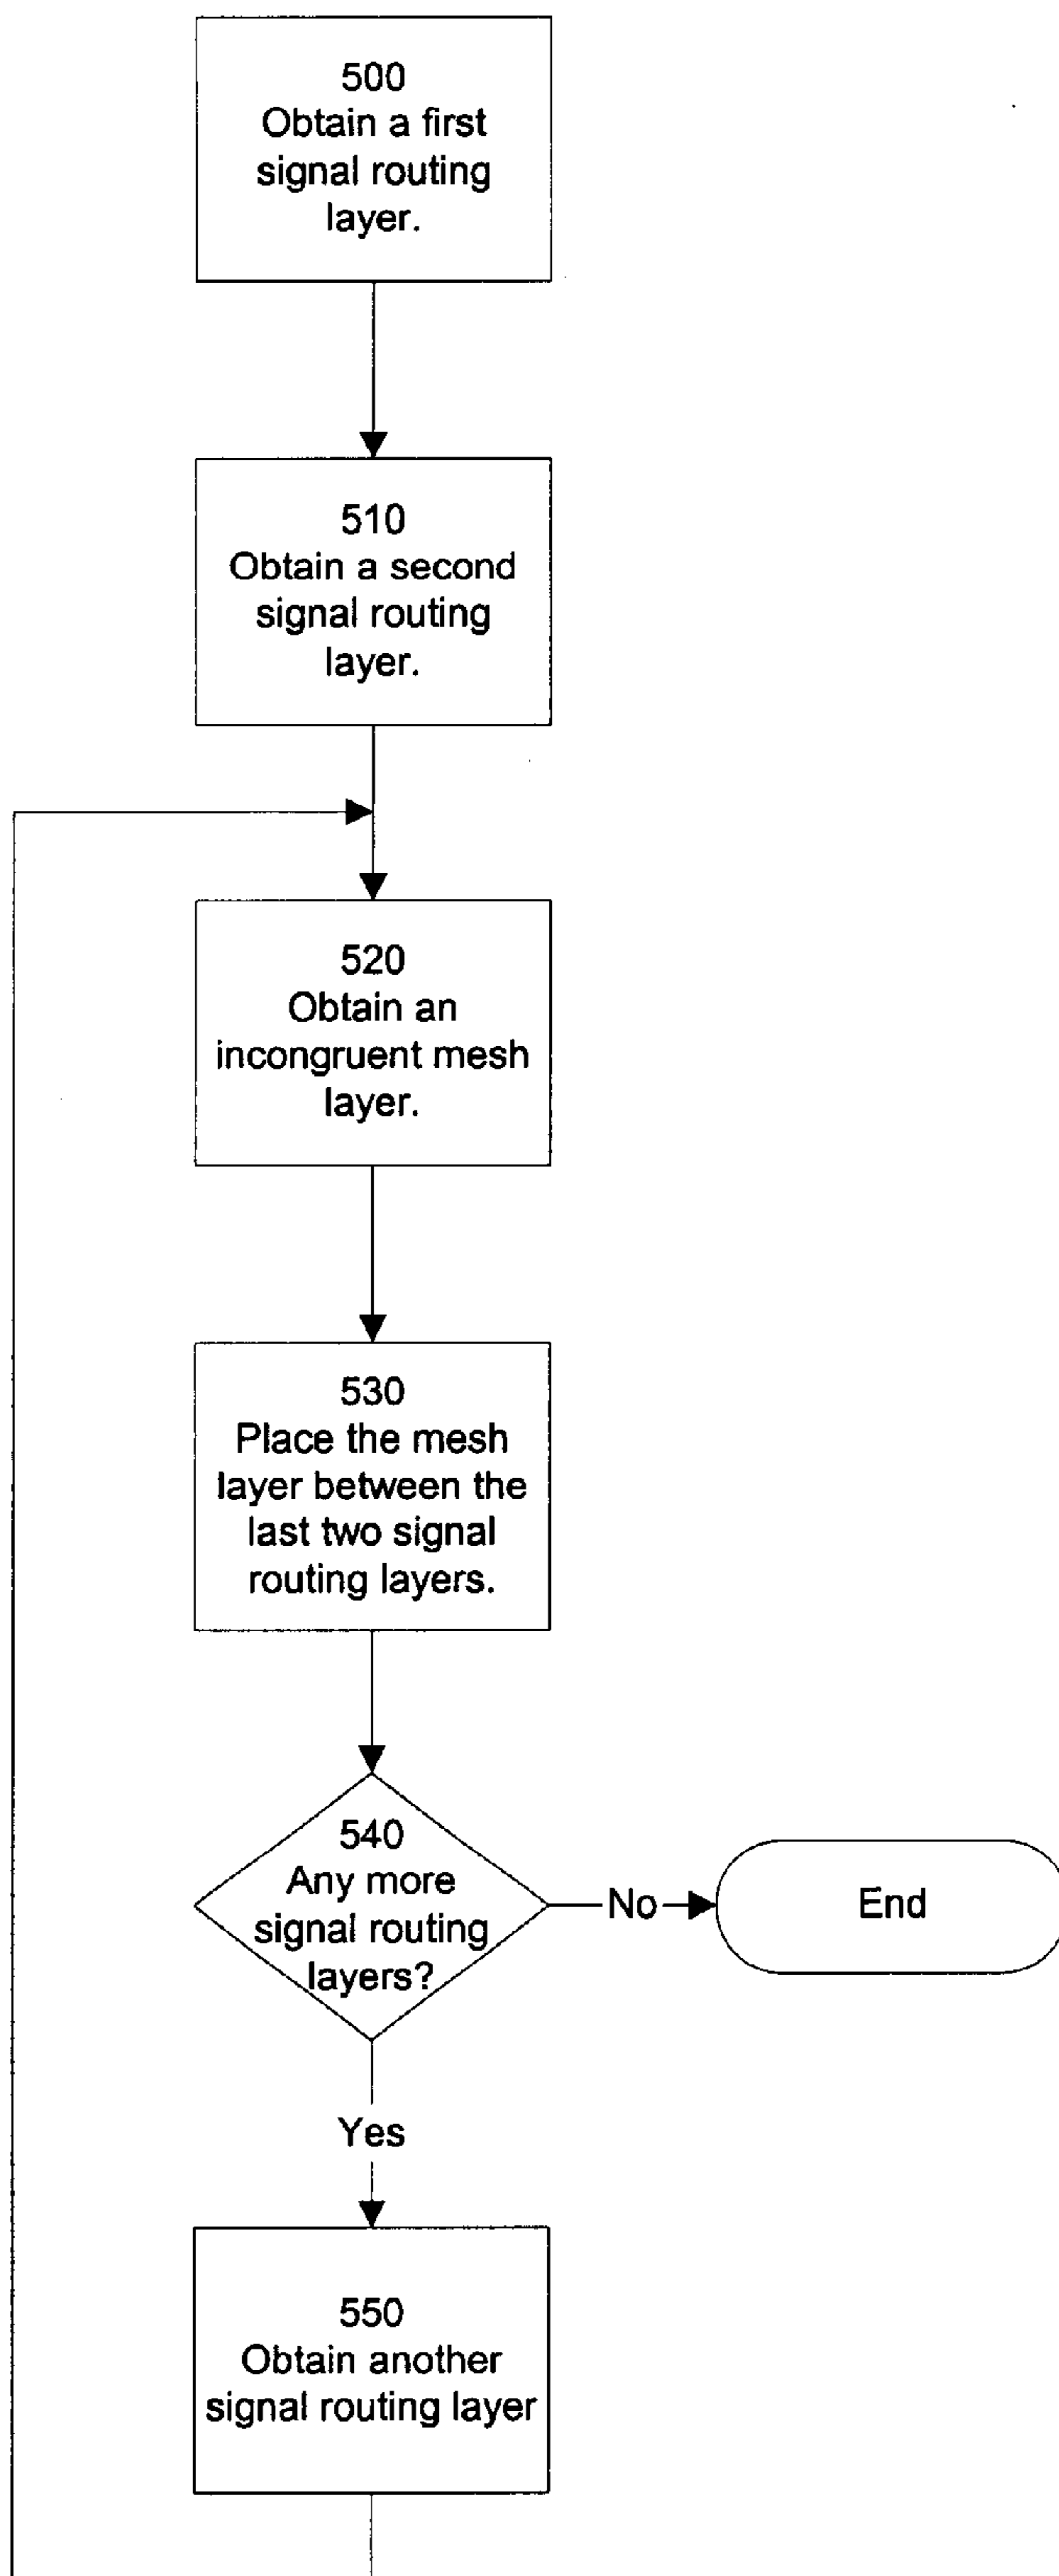 500
Obtain a first
signal routing
layer.
510
Obtain a second
signal routing
layer.
520
Obtain an
incongruent mesh
layer.
530
Place the mesh
layer between the
last two signal
routing layers.
540
Any more
signal routing
layers?
No
End
Yes
550
Obtain another
signal routing layer